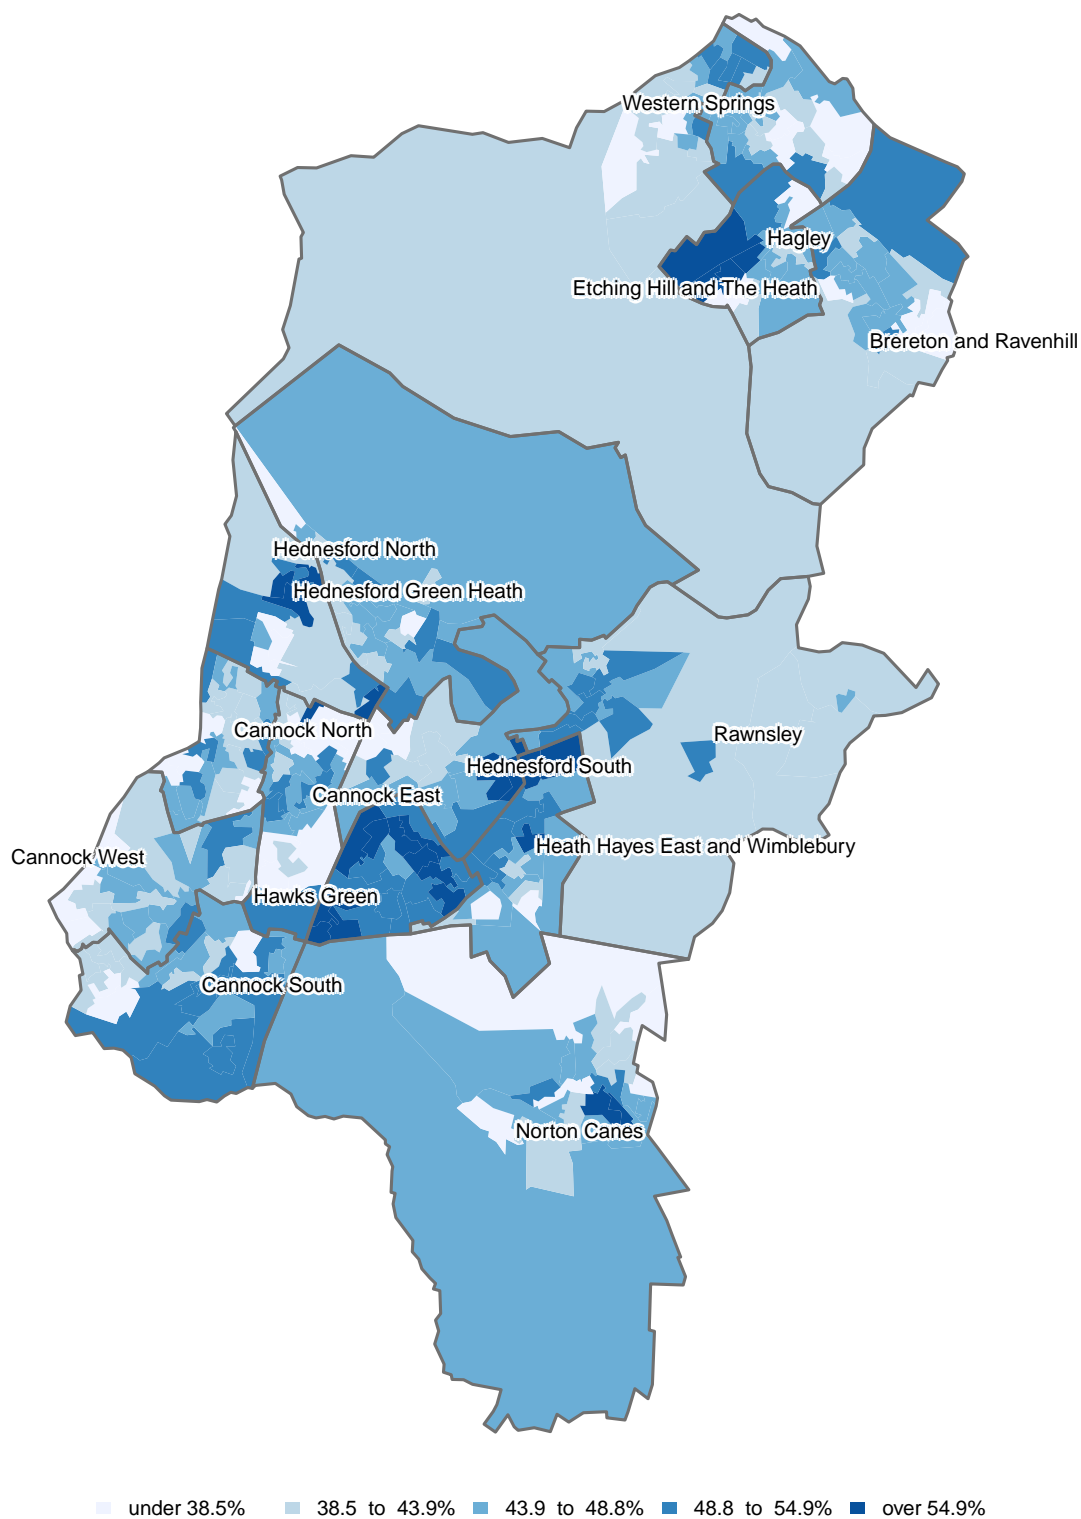 Western Springs
Hagley
Etching Hill and The Heath
Brereton and Ravenhill
Hednesford North
Hednesford Green Heath
Cannock North
Rawnsley
Hednesford South
Cannock East
Heath Hayes East and Wimblebury
Cannock West
Hawks Green
Cannock South
Norton Canes
under 38.5% 38.5 to 43.9% 43.9 to 48.8% 48.8 to 54.9% over 54.9%